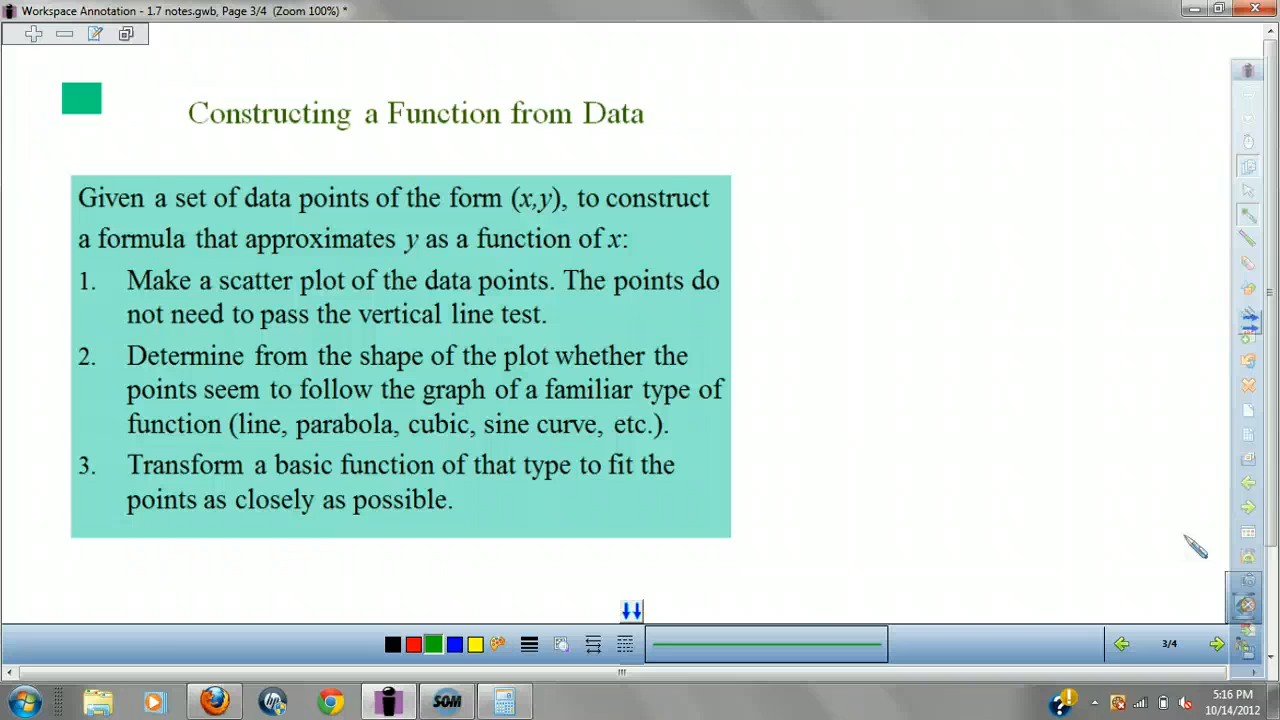 Workspace Annotation - 1.7 notes.gwb, Page 3/4 (Zoom 100%) *
Constructing a Function from Data
Given a set of data points of the form (x,y), to construct
a formula that approximates y as a function of x:
1. Make a scatter plot of the data points. The points do
not need to pass the vertical line test.
2. Determine from the shape of the plot whether the
points seem to follow the graph of a familiar type of
function (line, parabola, cubic, sine curve, etc.).
3. Transform a basic function of that type to fit the
points as closely as possible.
3/4
hp
SOM
5:16 PM
10/14/2012